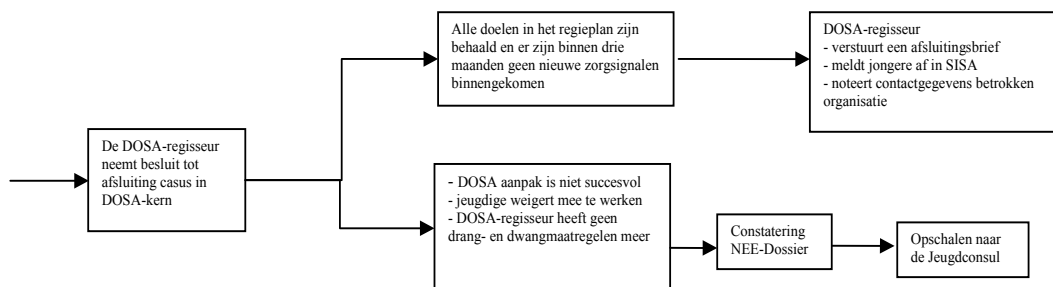 De DOSA-regisseur
neemt besluit tot
afsluiting casus in
DOSA-kern
Alle doelen in het regieplan zijn
behaald en er zijn binnen drie
maanden geen nieuwe zorgsignalen
binnengekomen
DOSA-regisseur
- verstuurt een afsluitingsbrief
- meldt jongere af in SISA
- noteert contactgegevens betrokken
organisatie
- DOSA aanpak is niet succesvol
- jeugdige weigert mee te werken
- DOSA-regisseur heeft geen
drang- en dwangmaatregelen meer
Constatering
NEE-Dossier
Opschalen naar
de Jeugdconsul